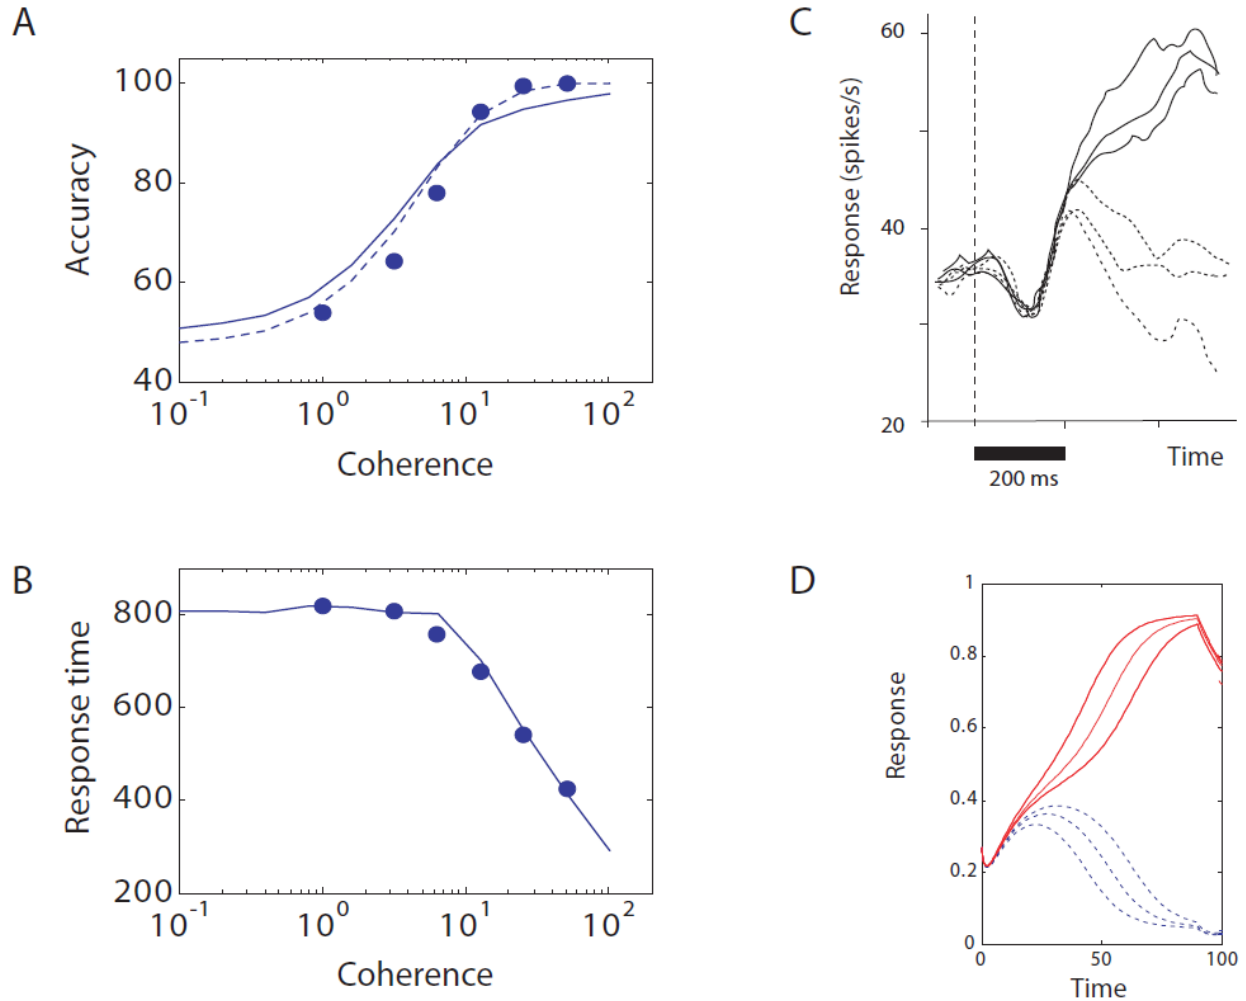 A
100
80
60
40
Accuracy
10^-1 10^0 10^1 10^2
Coherence
B
800
600
400
200
Response time
10^-1 10^0 10^1 10^2
Coherence
C
60
40
20
Response (spikes/s)
Time
200 ms
D
1
0.8
0.6
0.4
0.2
0
Response
0 50 100
Time